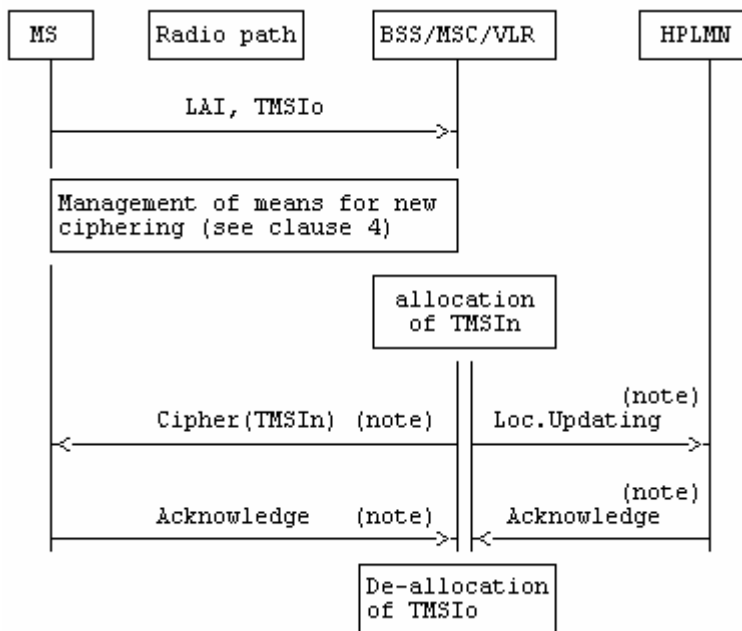 MS Radio path BSS/MSC/VLR HPLMN
LAI, TMSIo
Management of means for new
ciphering (see clause 4)
allocation
of TMSIn
(note)
Cipher(TMSIn) (note) Loc.Updating
(note)
Acknowledge (note) Acknowledge
De-allocation
of TMSIo